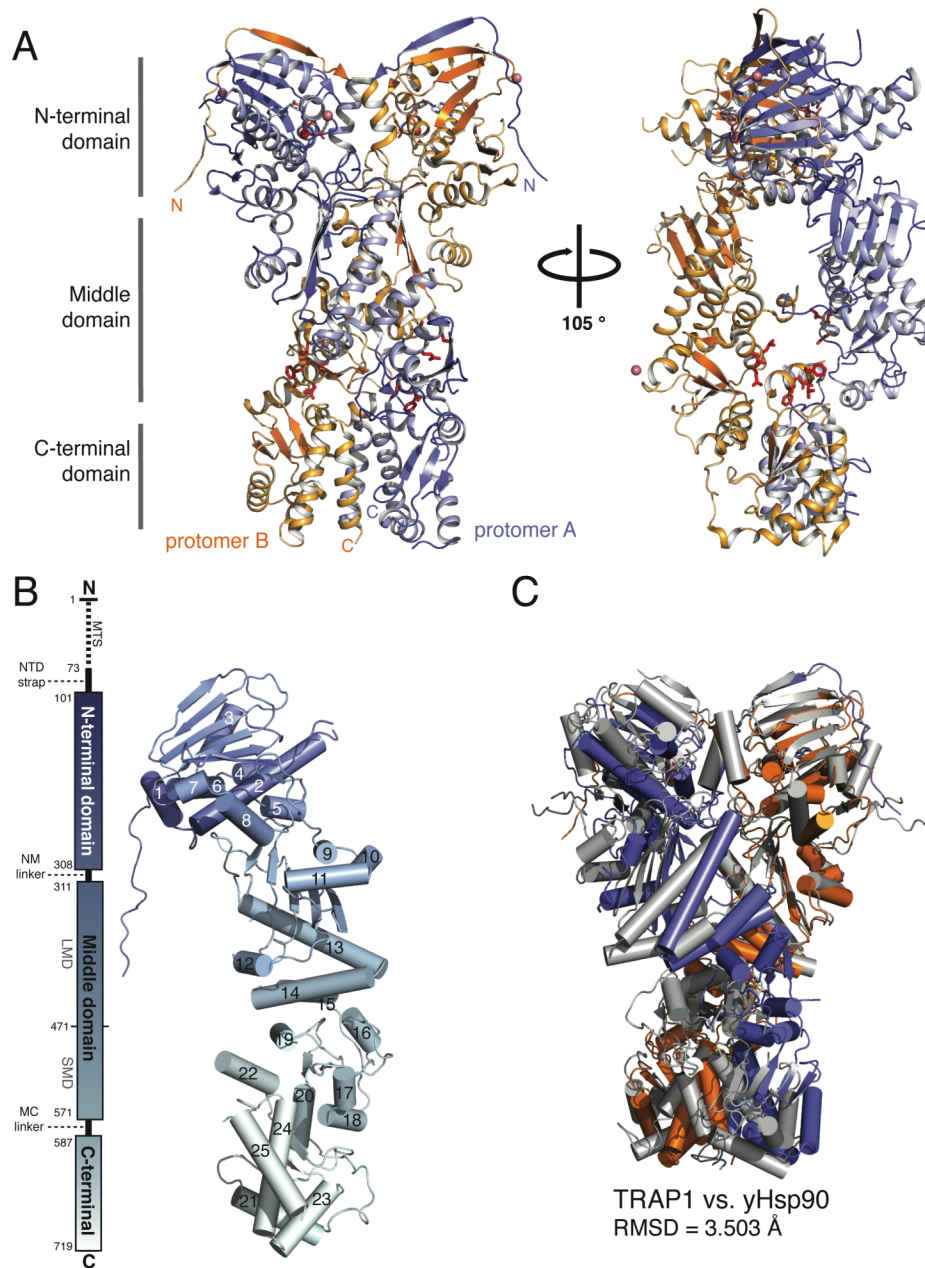 A
N-terminal
domain
Middle
domain
C-terminal
domain
N
N
105 °
C
C
protomer B
protomer A
B
N
1
MTS
NTD
strap
73
101
N-terminal domain
308
NM
linker
311
LMD
Middle domain
471
SMD
571
MC
linker
587
C-terminal
719
C
3
4
2
1
7
6
5
8
9
10
11
13
12
14
15
16
19
22
17
20
18
24
25
21
23
C
TRAP1 vs. yHsp90
RMSD = 3.503 Å